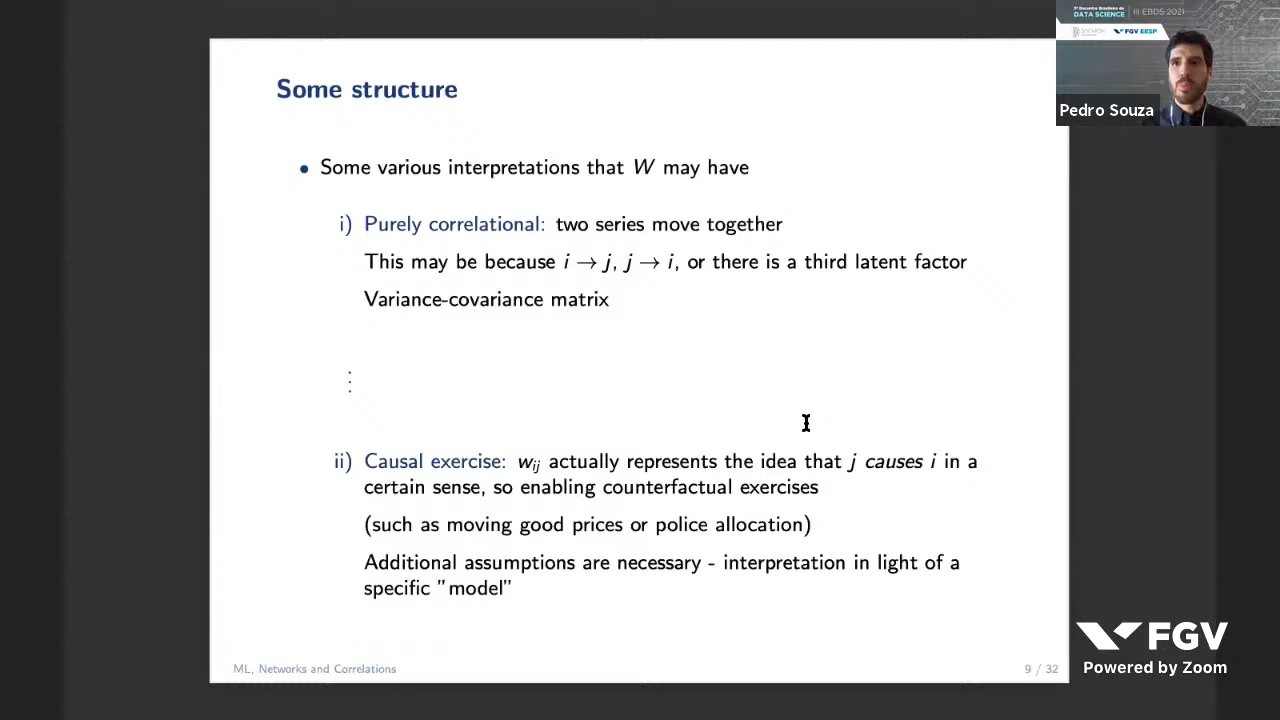 Some structure
• Some various interpretations that W may have
i) Purely correlational: two series move together
This may be because i → j, j → i, or there is a third latent factor
Variance-covariance matrix
⋮
ii) Causal exercise: wij actually represents the idea that j causes i in a
certain sense, so enabling counterfactual exercises
(such as moving good prices or police allocation)
Additional assumptions are necessary - interpretation in light of a
specific ”model”
ML, Networks and Correlations
9 / 32
DATA SCIENCE | III EBDS 2021
FGV EESP
Pedro Souza
FGV
Powered by Zoom